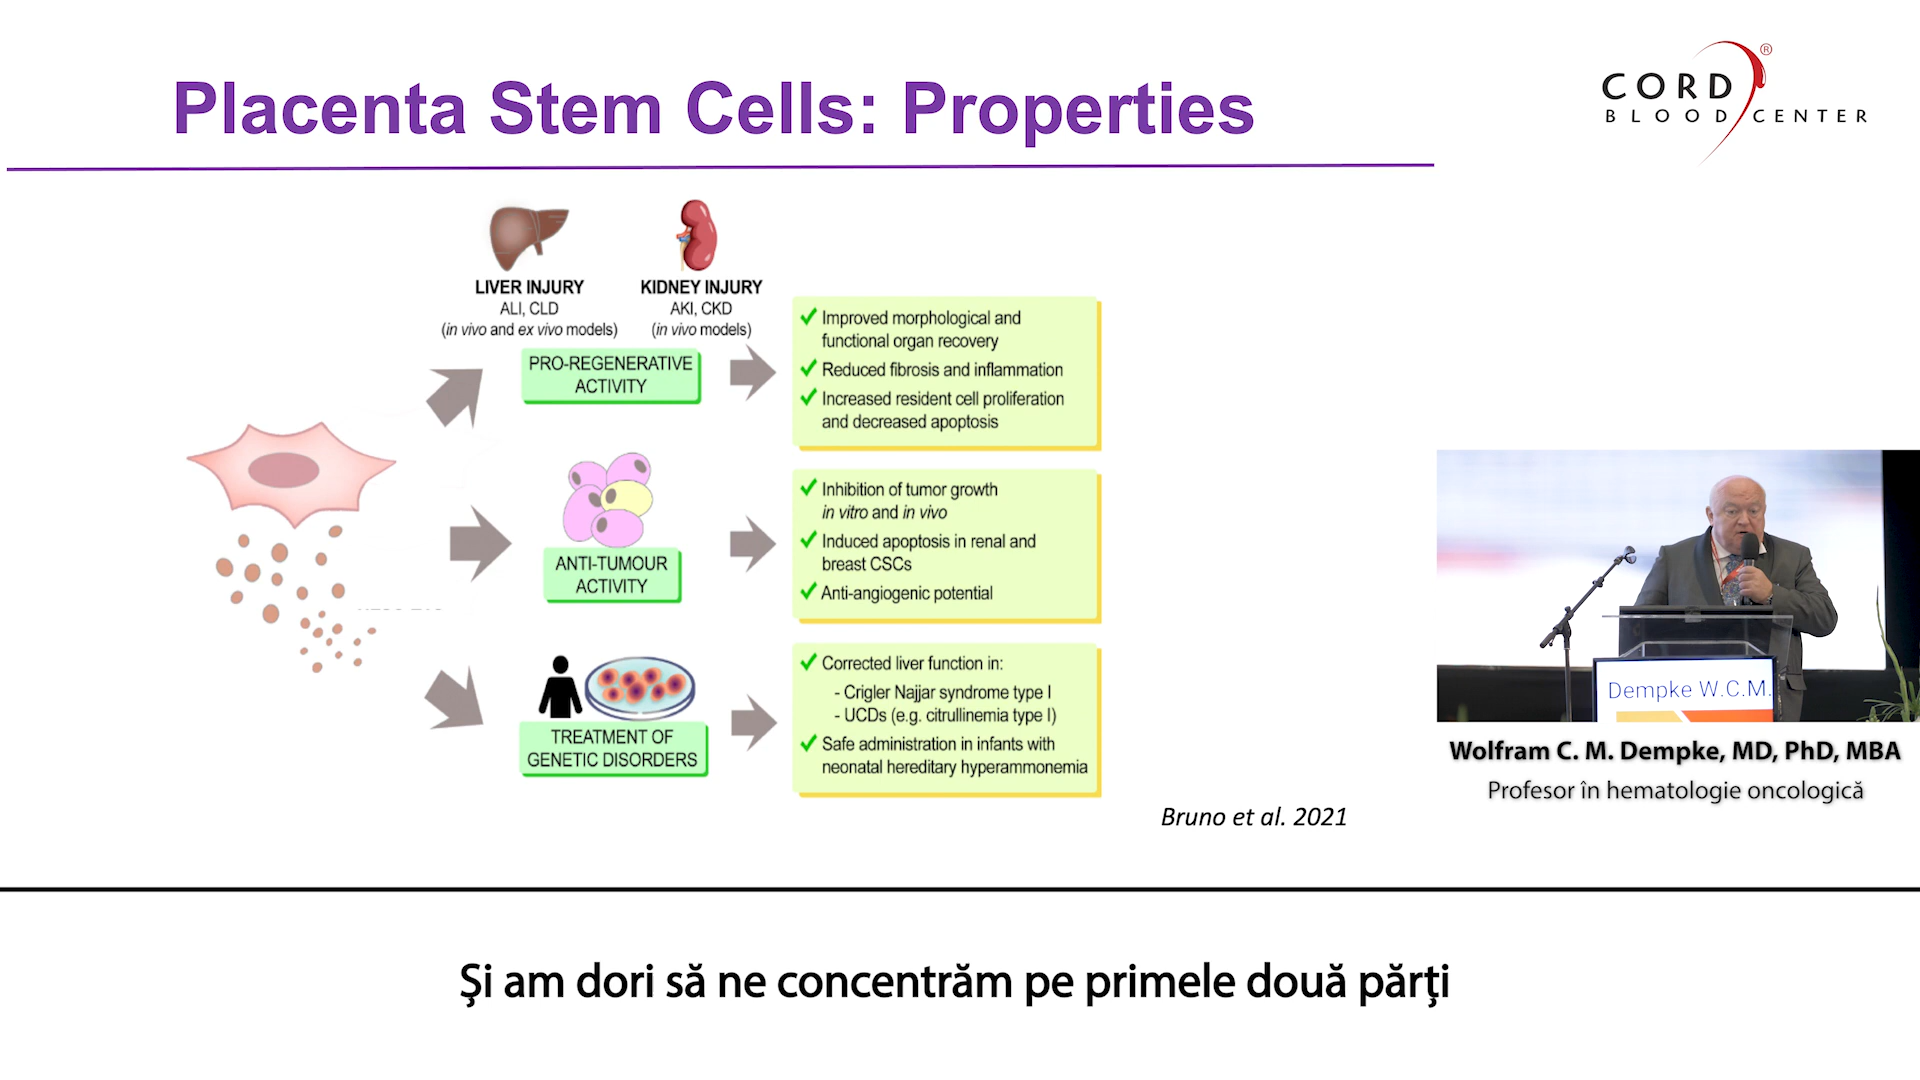 Placenta Stem Cells: Properties
CORD
BLOOD CENTER
®
LIVER INJURY
ALI, CLD
(in vivo and ex vivo models)
KIDNEY INJURY
AKI, CKD
(in vivo models)
PRO-REGENERATIVE
ACTIVITY
Improved morphological and
functional organ recovery
Reduced fibrosis and inflammation
Increased resident cell proliferation
and decreased apoptosis
ANTI-TUMOUR
ACTIVITY
Inhibition of tumor growth
in vitro and in vivo
Induced apoptosis in renal and
breast CSCs
Anti-angiogenic potential
TREATMENT OF
GENETIC DISORDERS
Corrected liver function in:
- Crigler Najjar syndrome type I
- UCDs (e.g. citrullinemia type I)
Safe administration in infants with
neonatal hereditary hyperammonemia
Bruno et al. 2021
Dempke W.C.M.
Wolfram C. M. Dempke, MD, PhD, MBA
Profesor în hematologie oncologică
Și am dori să ne concentrăm pe primele două părți